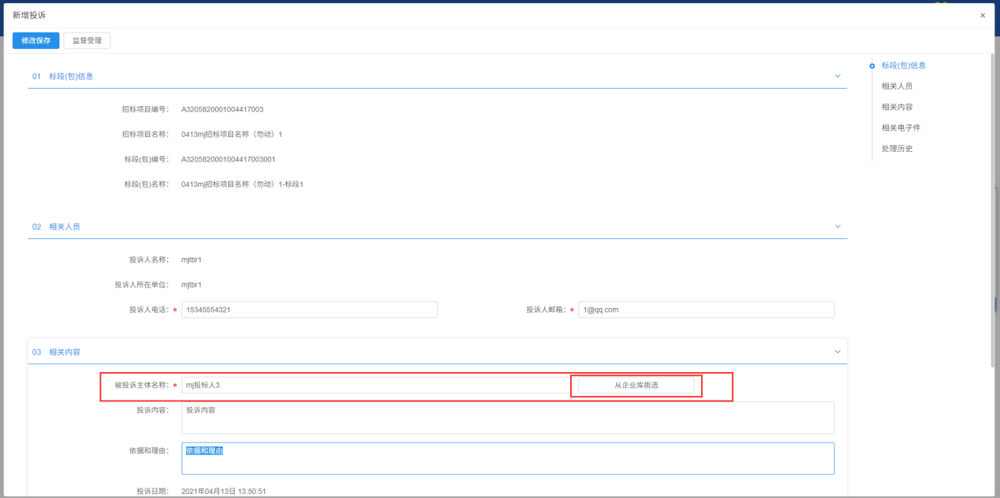 新增投诉
×
修改保存 监督受理
01 标段(包)信息
招标项目编号： A3205820001004417003
招标项目名称： 0413mj招标项目名称（勿动）1
标段(包)编号： A3205820001004417003001
标段(包)名称： 0413mj招标项目名称（勿动）1-标段1
02 相关人员
投诉人名称： mjtbr1
投诉人所在单位： mjtbr1
投诉人电话：* 15345554321 投诉人邮箱：* 1@qq.com
03 相关内容
被投诉主体名称：* mj投标人3 从企业库挑选
投诉内容： 投诉内容
依据和理由： 依据和理由
投诉日期： 2021年04月13日 13:50:51
标段(包)信息
相关人员
相关内容
相关电子件
处理历史